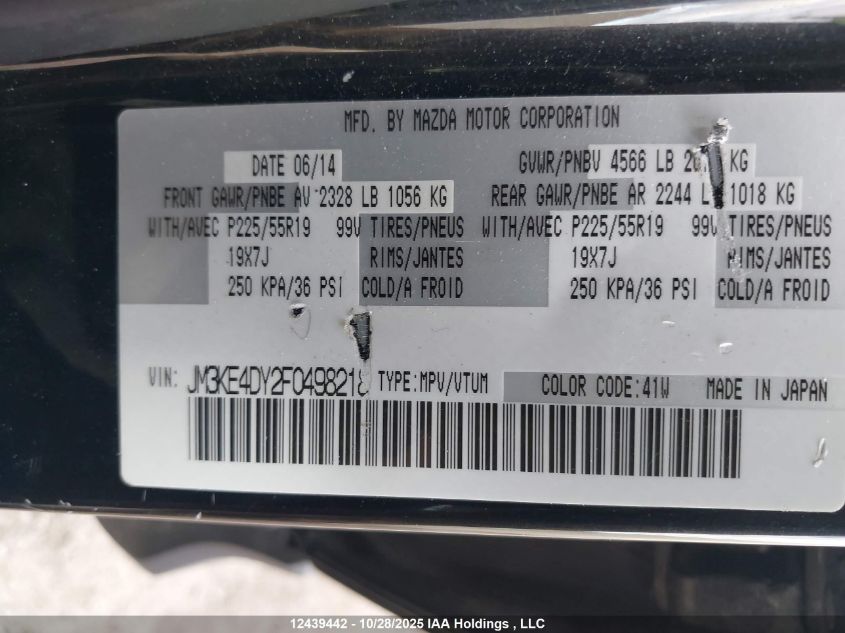 MFD. BY MAZDA MOTOR CORPORATION
DATE 06/14 GVWR/PNBV 4566 LB KG
FRONT GAWR/PNBE AV 2328 LB 1056 KG REAR GAWR/PNBE AR 2244 1018 KG
WITH/AVEC P225/55R19 99V TIRES/PNEUS WITH/AVEC P225/55R19 99V TIRES/PNEUS
19X7J RIMS/JANTES 19X7J RIMS/JANTES
250 KPA/36 PSI COLD/A FROID 250 KPA/36 PSI COLD/A FROID
VIN: JM3KE4DY2F0498218 TYPE:MPV/VTUM COLOR CODE:41W MADE IN JAPAN
12439442 - 10/28/2025 IAA Holdings , LLC